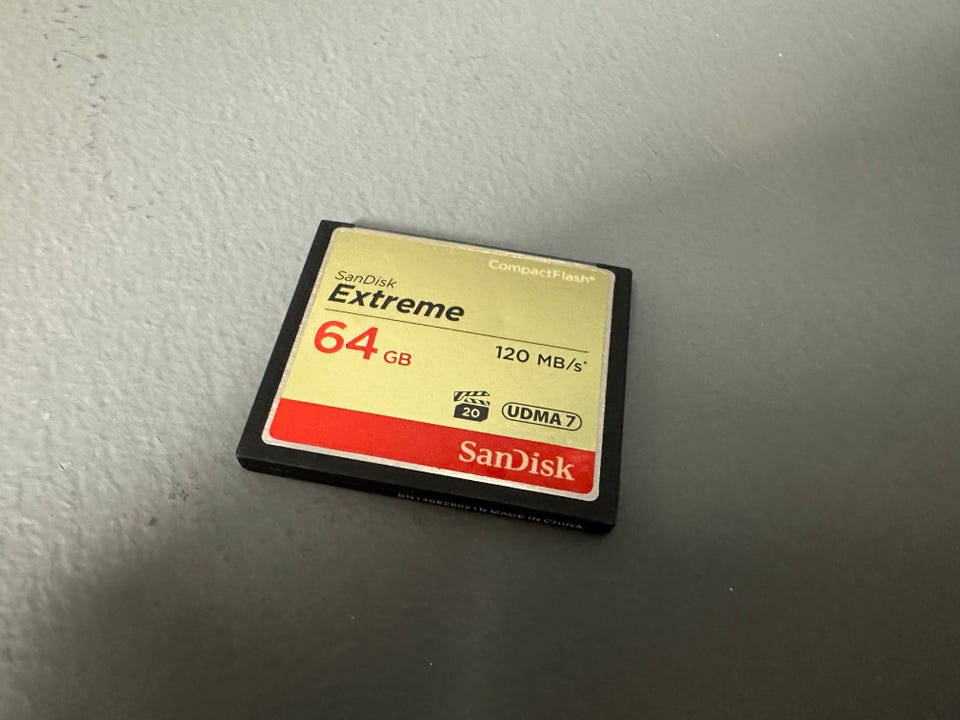 CompactFlash®
SanDisk
Extreme
64 GB
120 MB/s*
20
UDMA 7
SanDisk
MADE IN CHINA